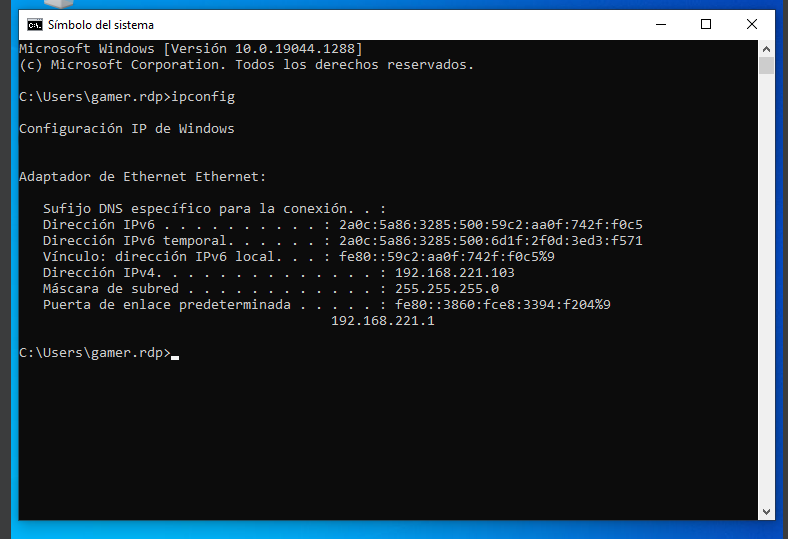 Símbolo del sistema
Microsoft Windows [Versión 10.0.19044.1288]
(c) Microsoft Corporation. Todos los derechos reservados.
C:\Users\gamer.rdp>ipconfig
Configuración IP de Windows
Adaptador de Ethernet Ethernet:
Sufijo DNS específico para la conexión. . :
Dirección IPv6 . . . . . . . . . . : 2a0c:5a86:3285:500:59c2:aa0f:742f:f0c5
Dirección IPv6 temporal. . . . . . : 2a0c:5a86:3285:500:6d1f:2f0d:3ed3:f571
Vínculo: dirección IPv6 local. . . : fe80::59c2:aa0f:742f:f0c5%9
Dirección IPv4. . . . . . . . . . . . . . : 192.168.221.103
Máscara de subred . . . . . . . . . . . . : 255.255.255.0
Puerta de enlace predeterminada . . . . . : fe80::3860:fce8:3394:f204%9
192.168.221.1
C:\Users\gamer.rdp>